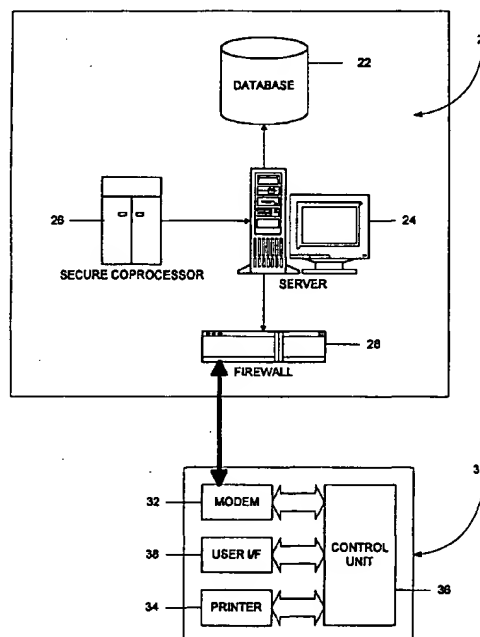 22
DATABASE
2
26
24
SECURE COPROCESSOR
SERVER
28
FIREWALL
3
32
MODEM
38
USER I/F
CONTROL UNIT
34
PRINTER
36